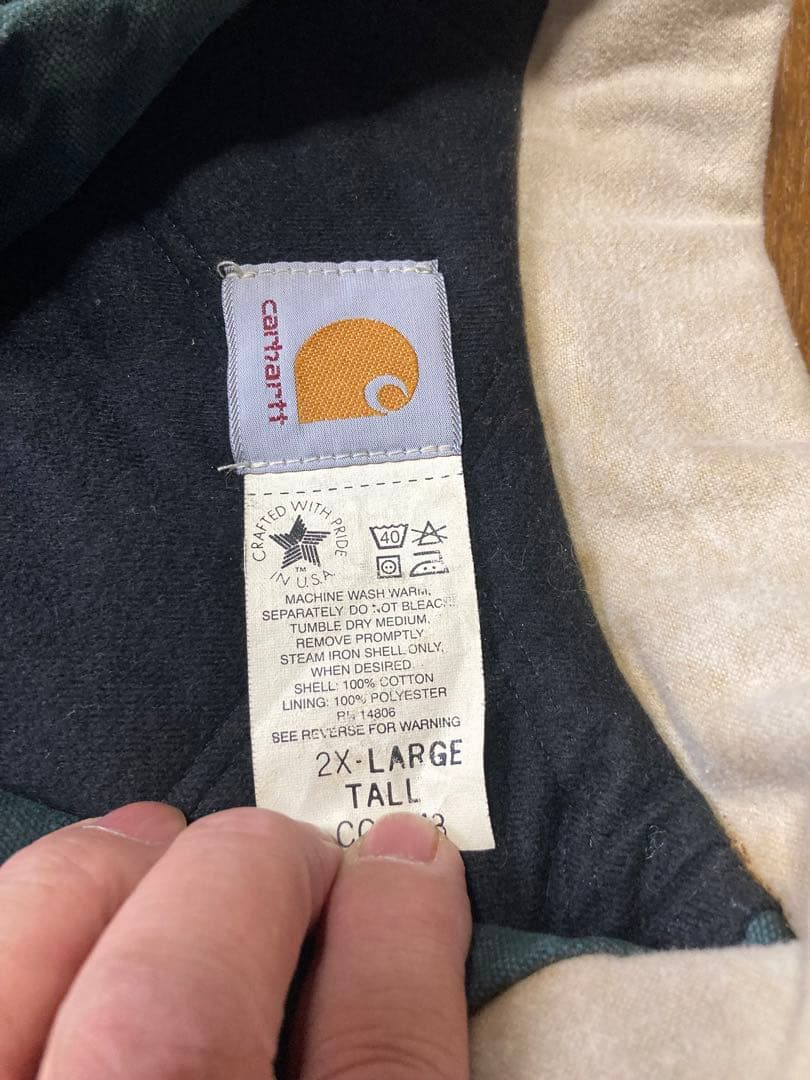 carhartt
CRAFTED WITH PRIDE
IN U.S.A.
TM
40
MACHINE WASH WARM,
SEPARATELY DO NOT BLEACH
TUMBLE DRY MEDIUM,
REMOVE PROMPTLY
STEAM IRON SHELL ONLY,
WHEN DESIRED.
SHELL: 100% COTTON
LINING: 100% POLYESTER
RN 14806
SEE REVERSE FOR WARNING
2X-LARGE
TALL